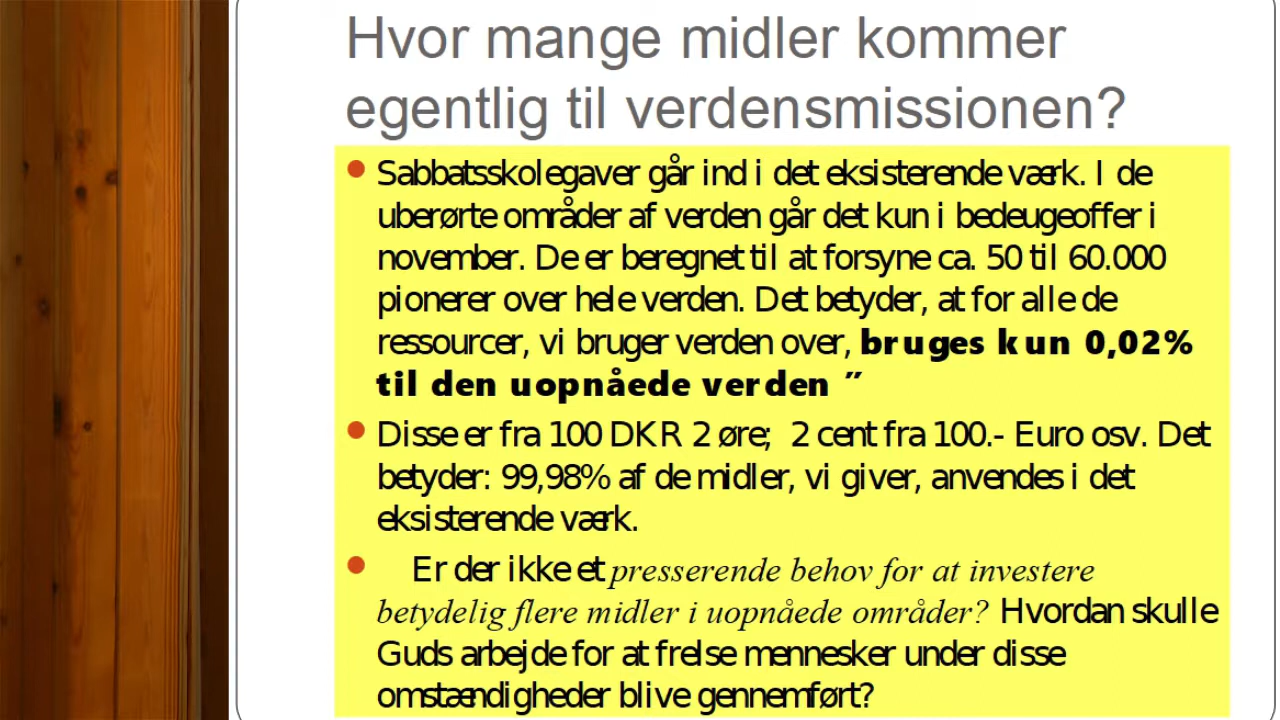 Hvor mange midler kommer
egentlig til verdensmissionen?
Sabbatsskolegaver går ind i det eksisterende værk. I de
uberørte områder af verden går det kun i bedeugeoffer i
november. De er beregnet til at forsyne ca. 50 til 60.000
pionerer over hele verden. Det betyder, at for alle de
ressourcer, vi bruger verden over, bruges kun 0,02%
til den uopnåede verden ”
Disse er fra 100 DKR 2 øre; 2 cent fra 100.- Euro osv. Det
betyder: 99,98% af de midler, vi giver, anvendes i det
eksisterende værk.
Er der ikke et presserende behov for at investere
betydelig flere midler i uopnåede områder? Hvordan skulle
Guds arbejde for at frelse mennesker under disse
omstændigheder blive gennemført?